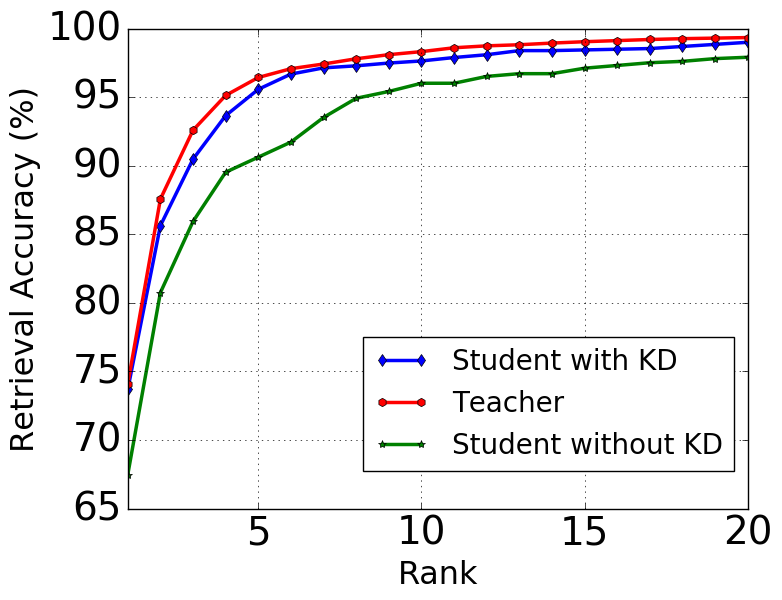 100
95
90
85
80
75
70
65
Retrieval Accuracy (%)
Student with KD
Teacher
Student without KD
5
10
15
20
Rank